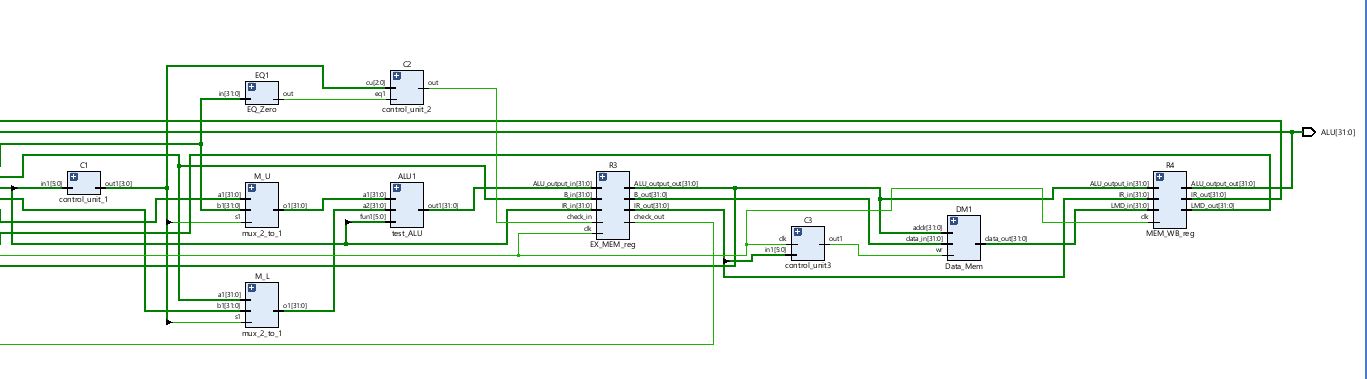 C2
cu[2:0]
eq1
out
control_unit_2
EQ1
in[31:0]
out
EQ_Zero
ALU[31:0]
C1
in1[5:0]
out1[3:0]
control_unit_1
M_U
a1[31:0]
b1[31:0]
s1
o1[31:0]
mux_2_to_1
ALU1
a1[31:0]
a2[31:0]
fun1[5:0]
out1[31:0]
test_ALU
R3
ALU_output_in[31:0]
B_in[31:0]
IR_in[31:0]
check_in
clk
ALU_output_out[31:0]
B_out[31:0]
IR_out[31:0]
check_out
EX_MEM_reg
C3
clk
in1[5:0]
out1
control_unit3
DM1
addr[31:0]
data_in[31:0]
wr
data_out[31:0]
Data_Mem
R4
ALU_output_in[31:0]
IR_in[31:0]
LMD_in[31:0]
clk
ALU_output_out[31:0]
IR_out[31:0]
LMD_out[31:0]
MEM_WB_reg
M_L
a1[31:0]
b1[31:0]
s1
o1[31:0]
mux_2_to_1